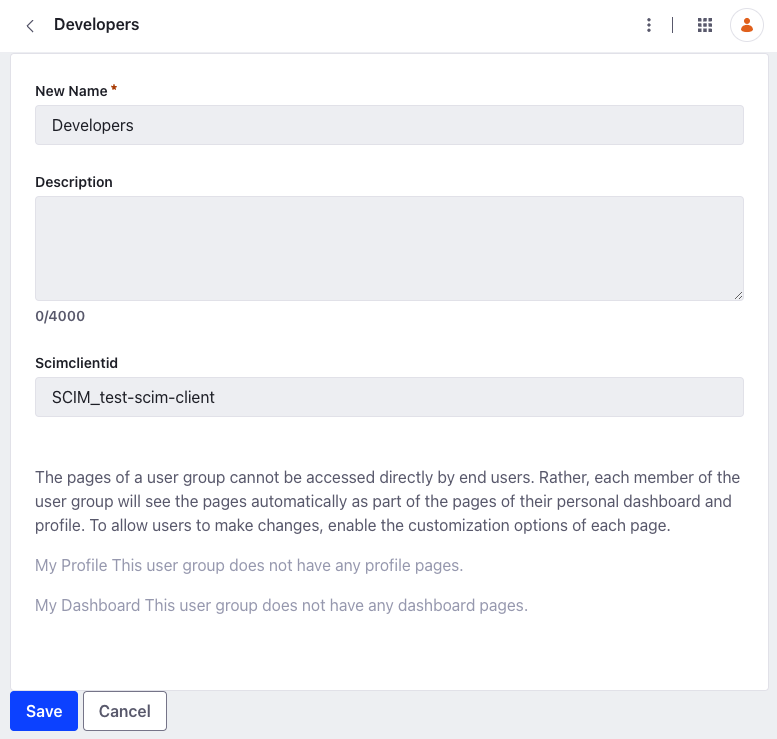 Developers
New Name *
Developers
Description
0/4000
Scimclientid
SCIM_test-scim-client
The pages of a user group cannot be accessed directly by end users. Rather, each member of the
user group will see the pages automatically as part of the pages of their personal dashboard and
profile. To allow users to make changes, enable the customization options of each page.
My Profile This user group does not have any profile pages.
My Dashboard This user group does not have any dashboard pages.
Save Cancel